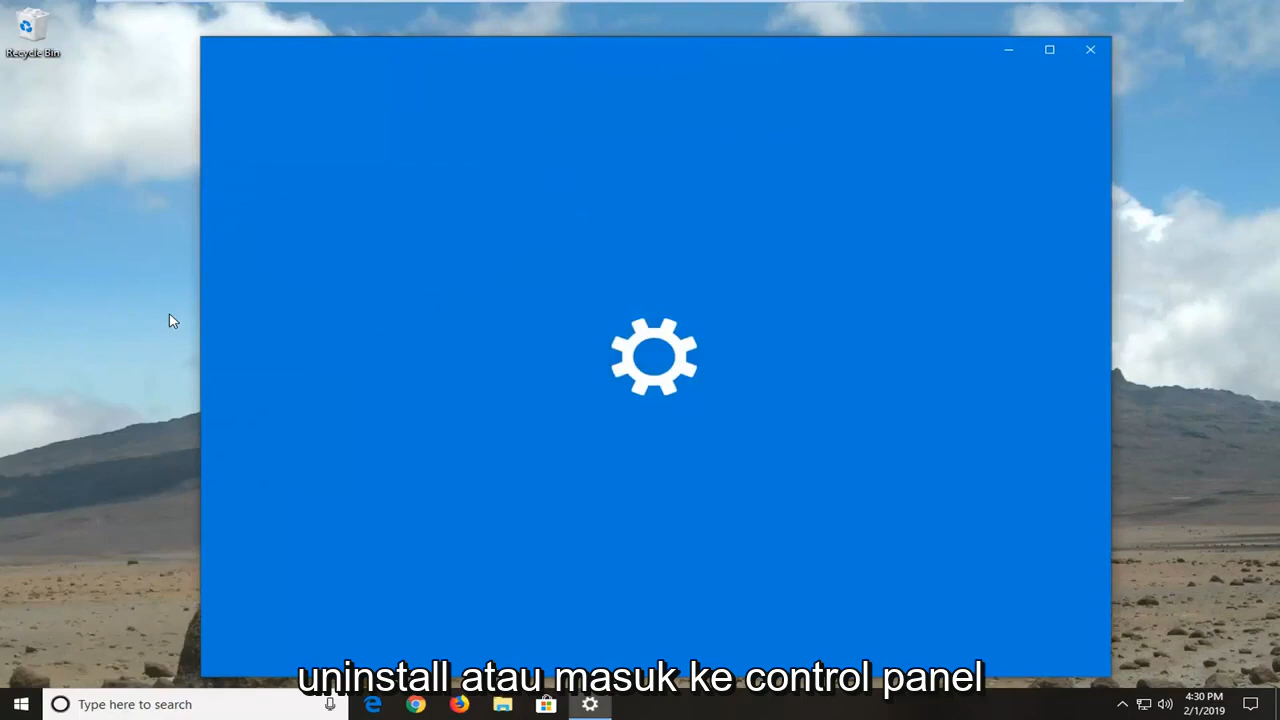 Recycle Bin
uninstall atau masuk ke control panel
Type here to search
4:30 PM
2/1/2019